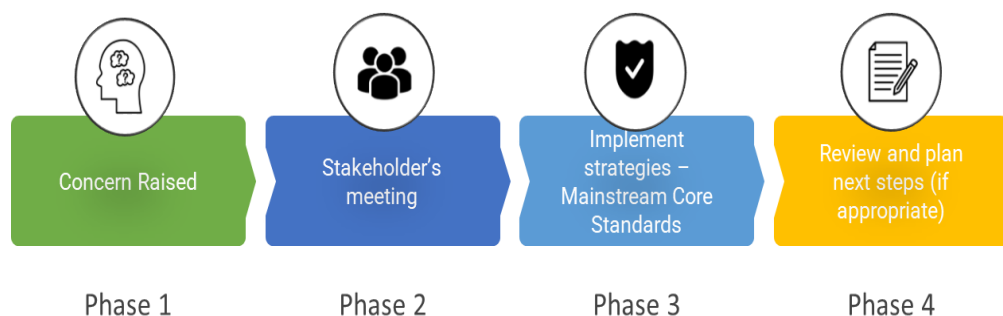 Concern Raised
Stakeholder’s
meeting
Implement
strategies –
Mainstream Core
Standards
Review and plan
next steps (if
appropriate)
Phase 1
Phase 2
Phase 3
Phase 4